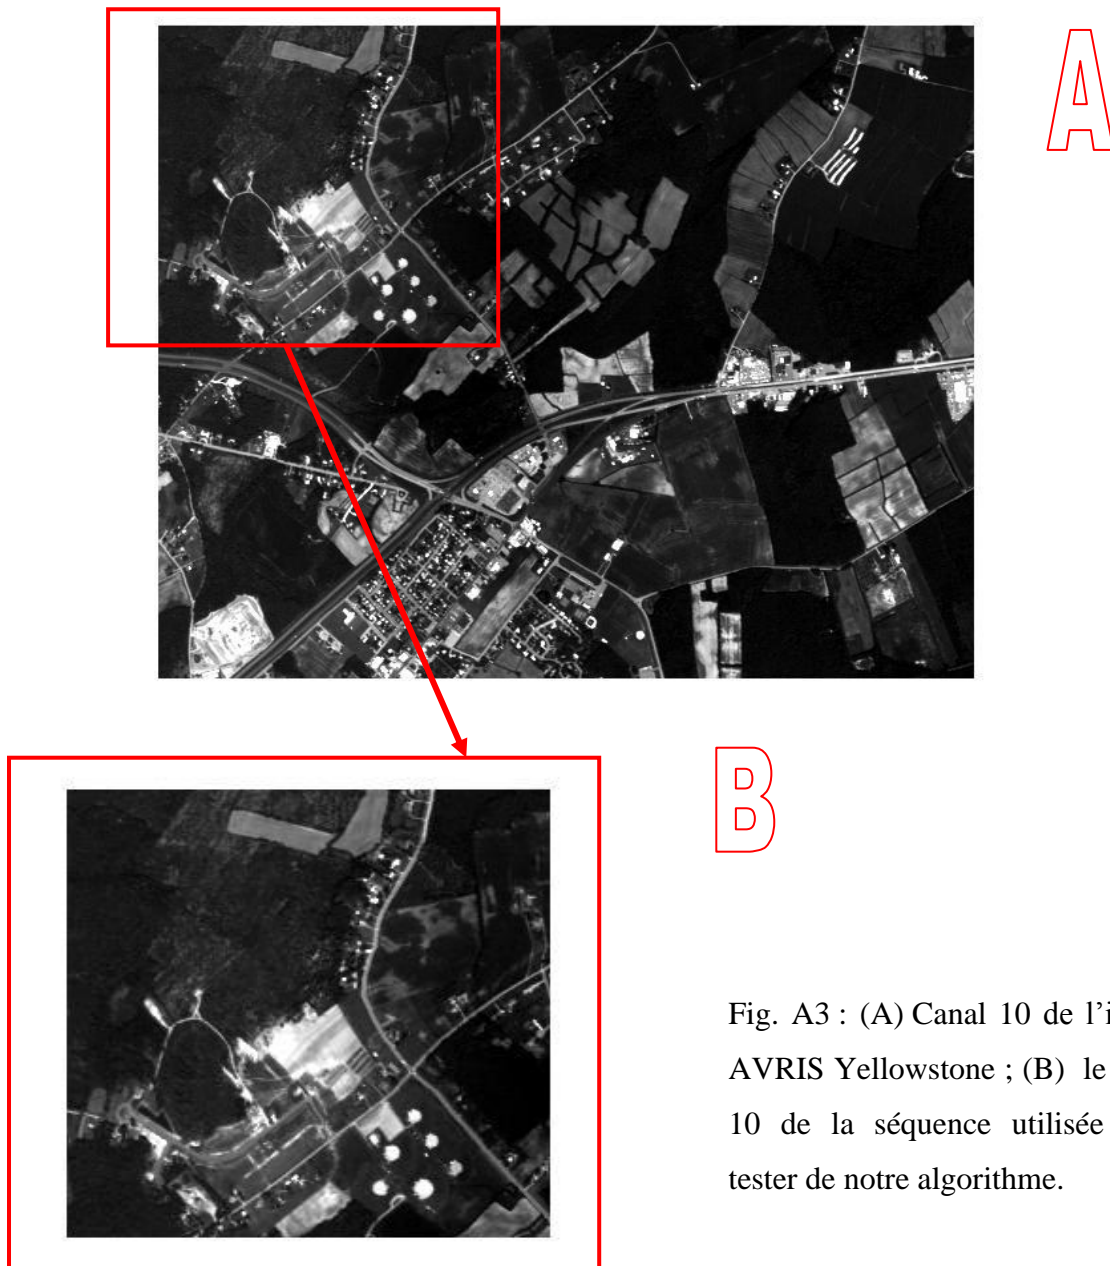 A
B
Fig. A3 : (A) Canal 10 de l’i
AVRIS Yellowstone ; (B) le
10 de la séquence utilisée
tester de notre algorithme.